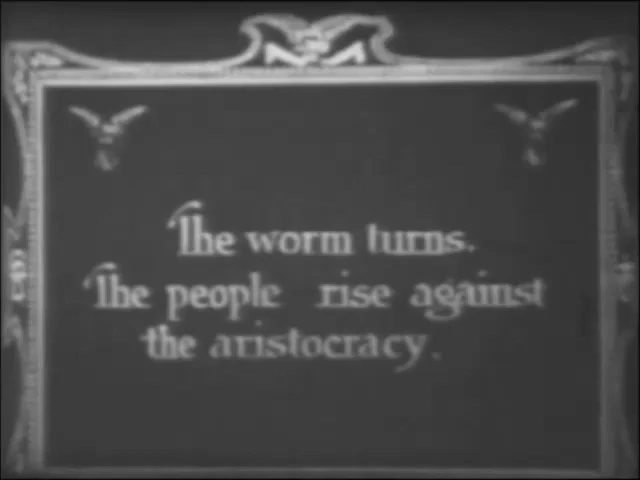 The worm turns.
The people rise against
the aristocracy.